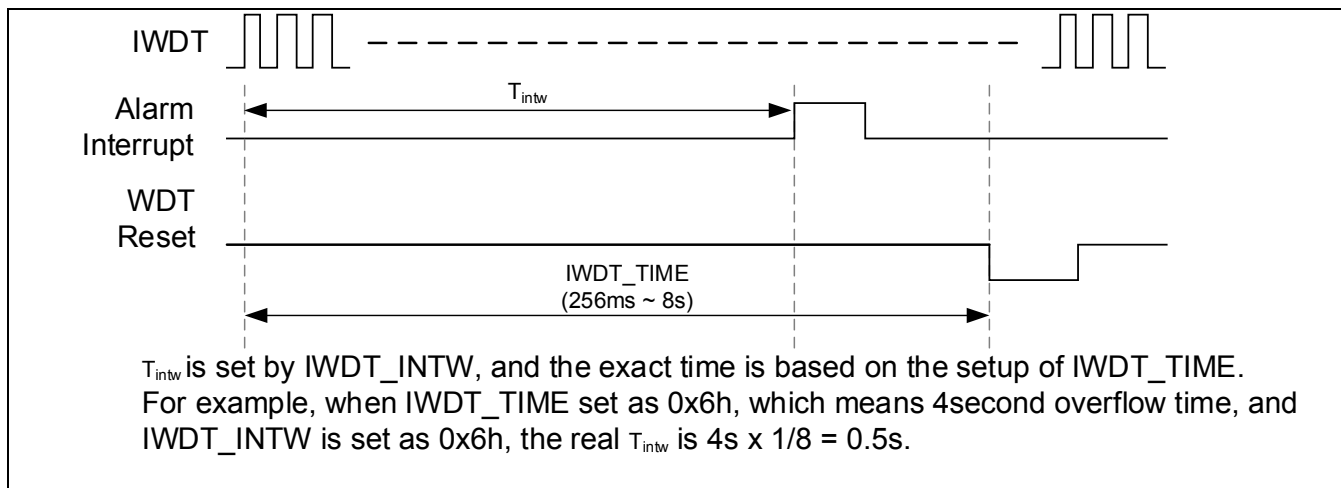 IWDT
Tintw
Alarm
Interrupt
WDT
Reset
IWDT_TIME
(256ms ~ 8s)
Tintw is set by IWDT_INTW, and the exact time is based on the setup of IWDT_TIME.
For example, when IWDT_TIME set as 0x6h, which means 4second overflow time, and
IWDT_INTW is set as 0x6h, the real Tintw is 4s x 1/8 = 0.5s.